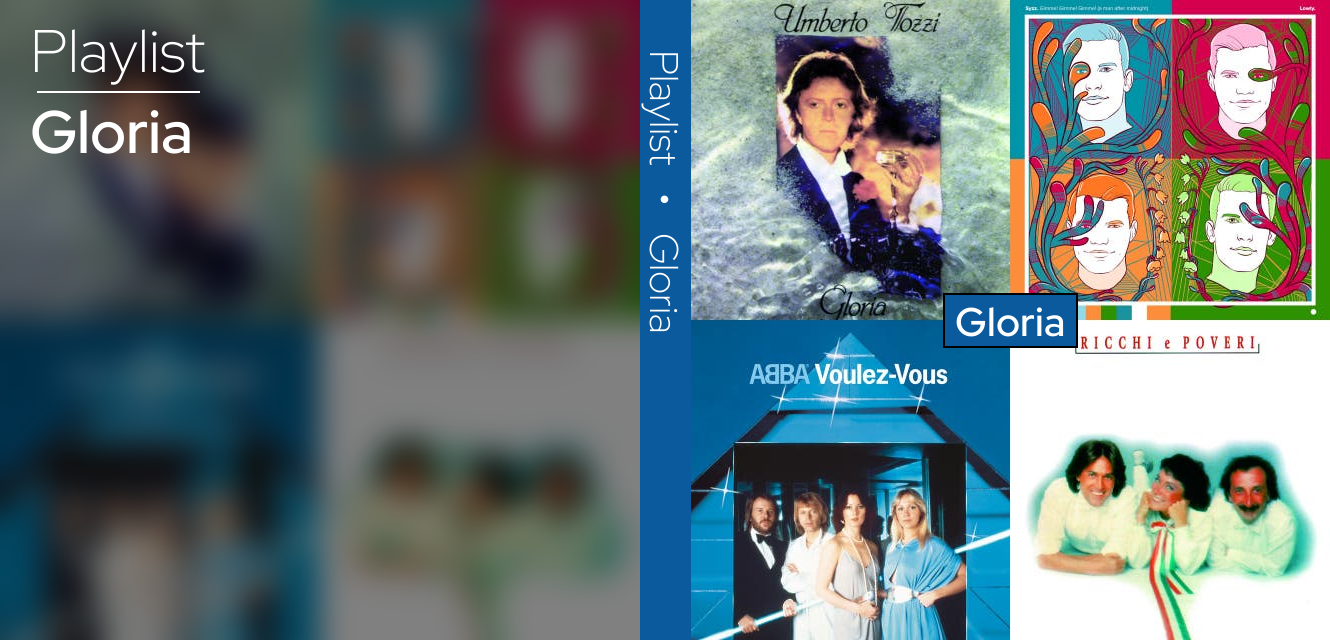 Playlist
Gloria
Playlist • Gloria
Umberto Tozzi
Gloria
Syzz. Gimme! Gimme! Gimme! (a man after midnight)
Lowly.
Gloria
ABBA Voulez-Vous
RICCHI e POVERI